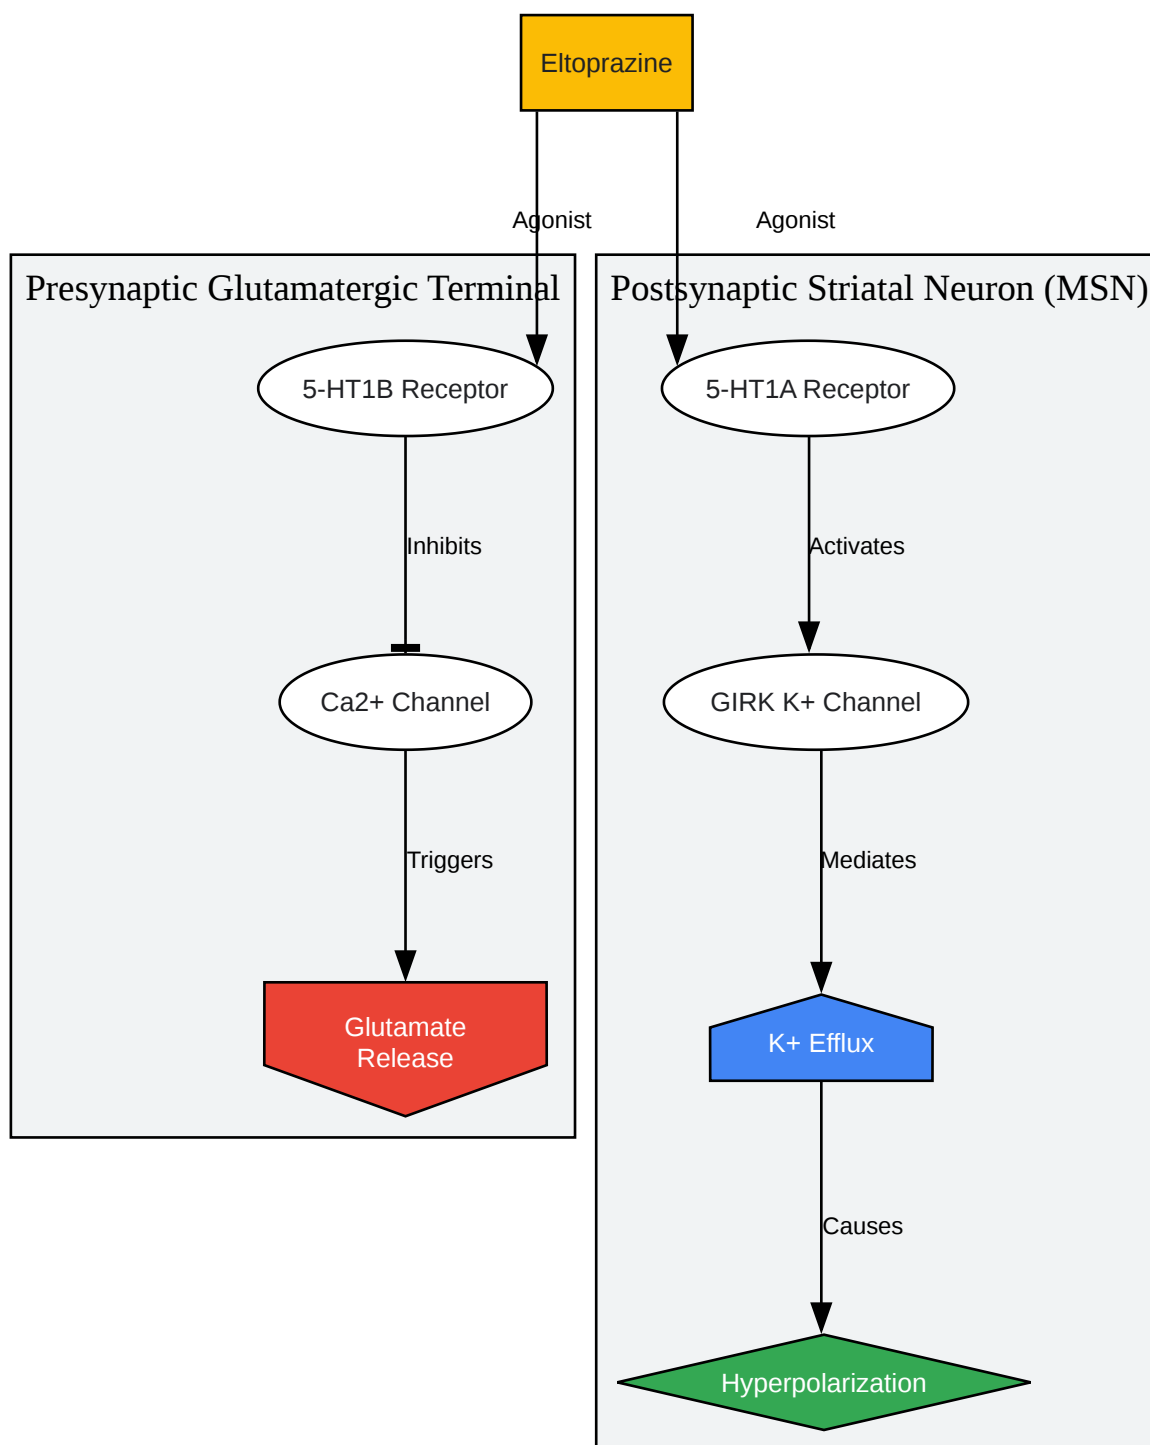 Eltoprazine
Agonist
Agonist
Presynaptic Glutamatergic Terminal
Postsynaptic Striatal Neuron (MSN)
5-HT1B Receptor
5-HT1A Receptor
Inhibits
Activates
Ca2+ Channel
GIRK K+ Channel
Triggers
Mediates
Glutamate
Release
K+ Efflux
Causes
Hyperpolarization